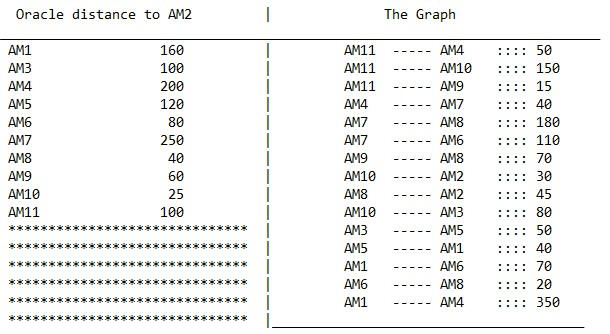 Oracle distance to AM2 | The Graph
AM1 160 | AM11 ----- AM4 :::: 50
AM3 100 | AM11 ----- AM10 :::: 150
AM4 200 | AM11 ----- AM9 :::: 15
AM5 120 | AM4 ----- AM7 :::: 40
AM6 80 | AM7 ----- AM8 :::: 180
AM7 250 | AM7 ----- AM6 :::: 110
AM8 40 | AM9 ----- AM8 :::: 70
AM9 60 | AM10 ----- AM2 :::: 30
AM10 25 | AM8 ----- AM2 :::: 45
AM11 100 | AM10 ----- AM3 :::: 80
****************************** | AM3 ----- AM5 :::: 50
****************************** | AM5 ----- AM1 :::: 40
****************************** | AM1 ----- AM6 :::: 70
****************************** | AM6 ----- AM8 :::: 20
****************************** | AM1 ----- AM4 :::: 350
****************************** |